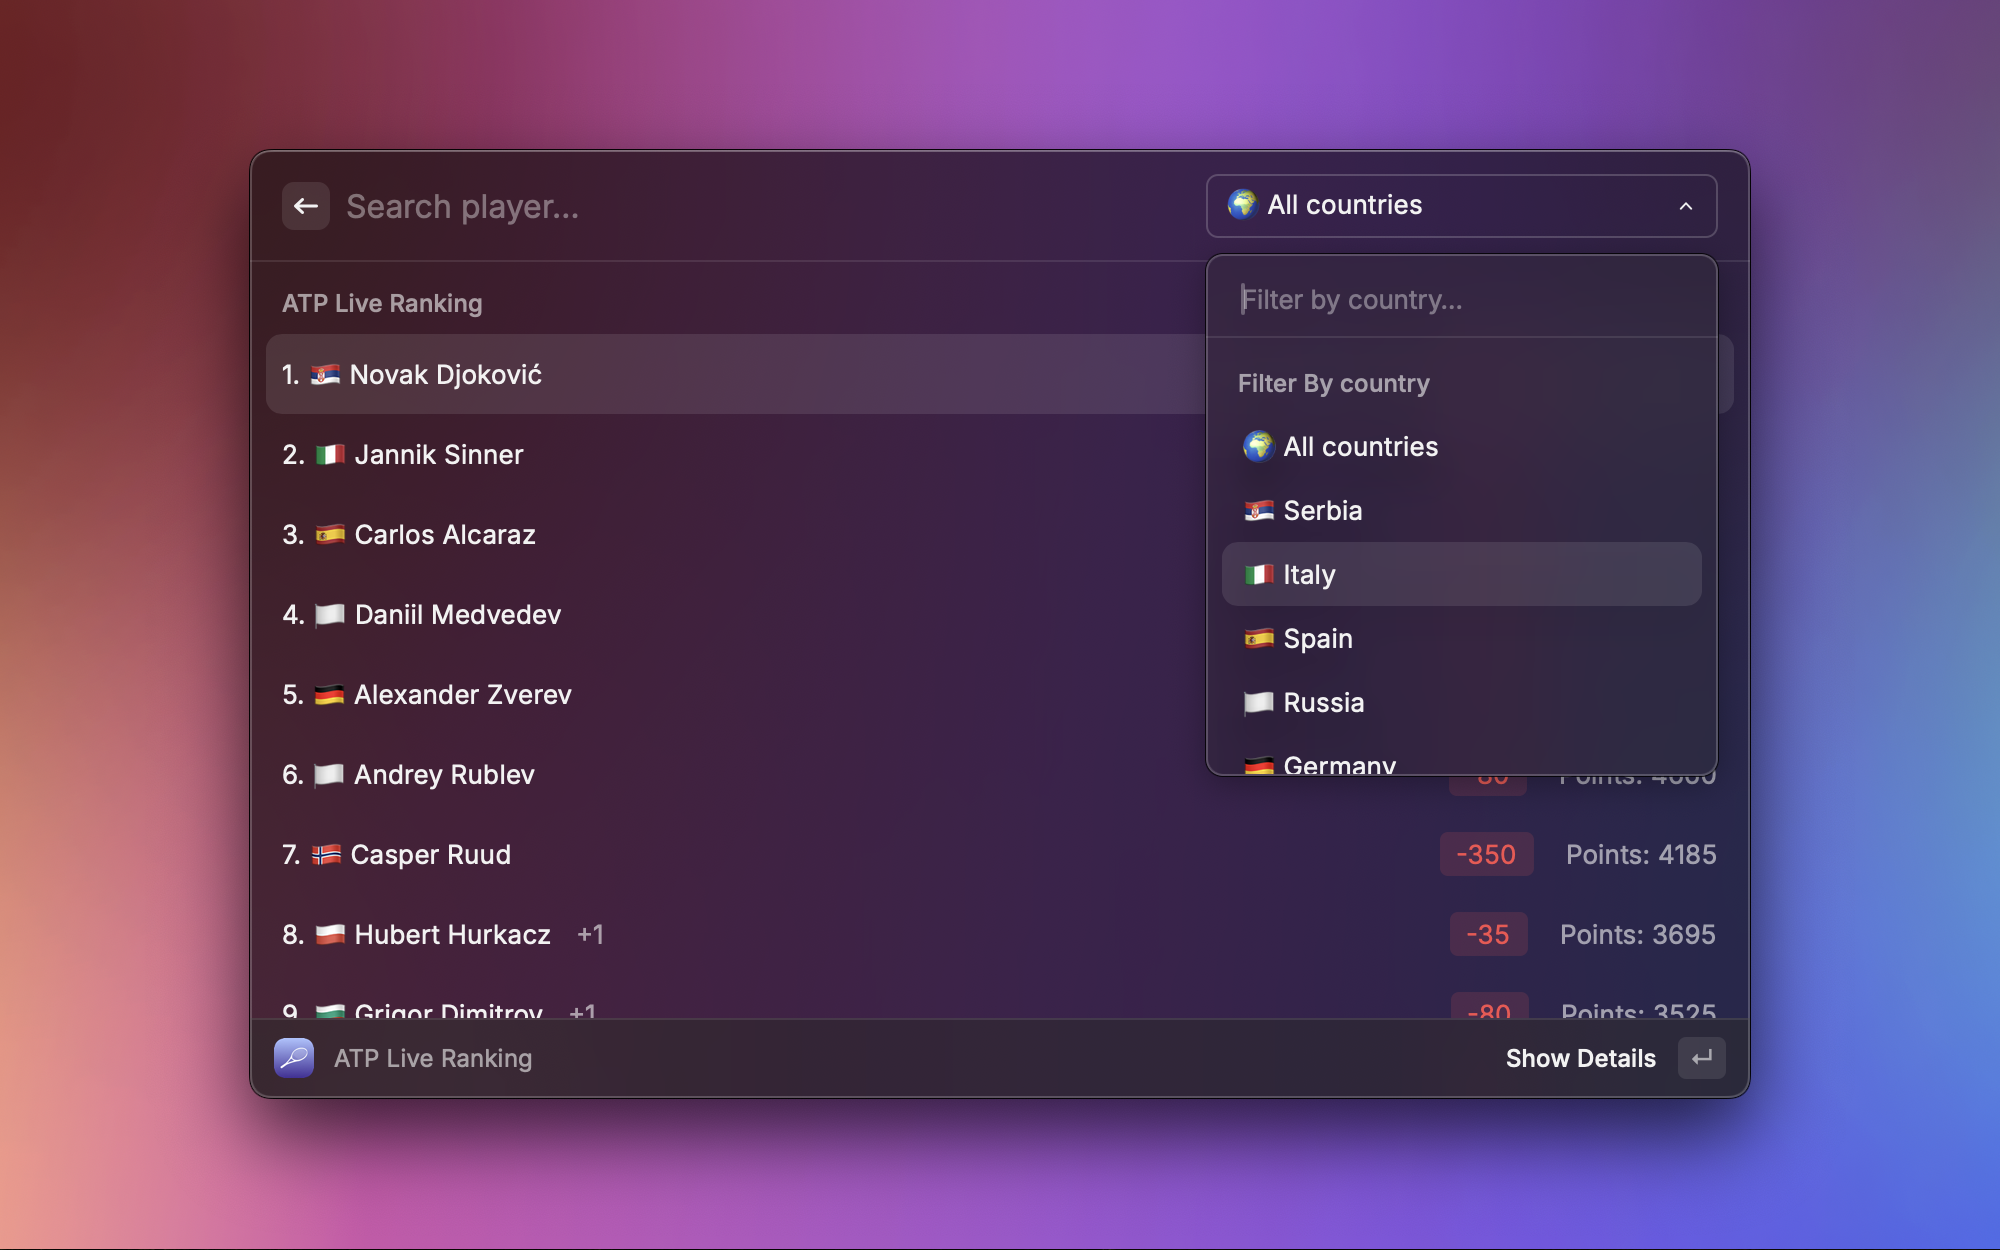 Search player...
All countries
ATP Live Ranking
Filter by country...
Filter By country
All countries
Serbia
Italy
Spain
Russia
Germany
1. Novak Djoković
2. Jannik Sinner
3. Carlos Alcaraz
4. Daniil Medvedev
5. Alexander Zverev
6. Andrey Rublev Points:
7. Casper Ruud -350 Points: 4185
8. Hubert Hurkacz +1 -35 Points: 3695
9. Grigor Dimitrov +1 -80 Points: 3525
ATP Live Ranking
Show Details